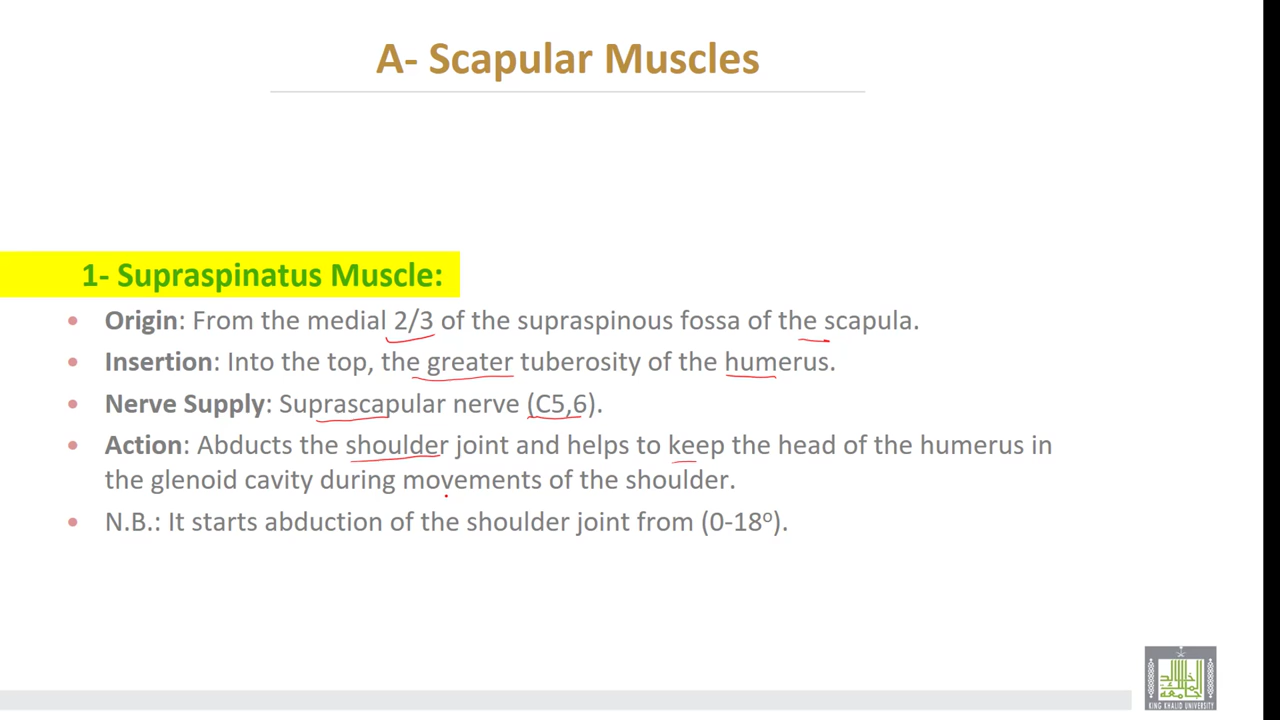 A- Scapular Muscles
1- Supraspinatus Muscle:
• Origin: From the medial 2/3 of the supraspinous fossa of the scapula.
• Insertion: Into the top, the greater tuberosity of the humerus.
• Nerve Supply: Suprascapular nerve (C5,6).
• Action: Abducts the shoulder joint and helps to keep the head of the humerus in
the glenoid cavity during movements of the shoulder.
• N.B.: It starts abduction of the shoulder joint from (0-18º).
KING KHALID UNIVERSITY